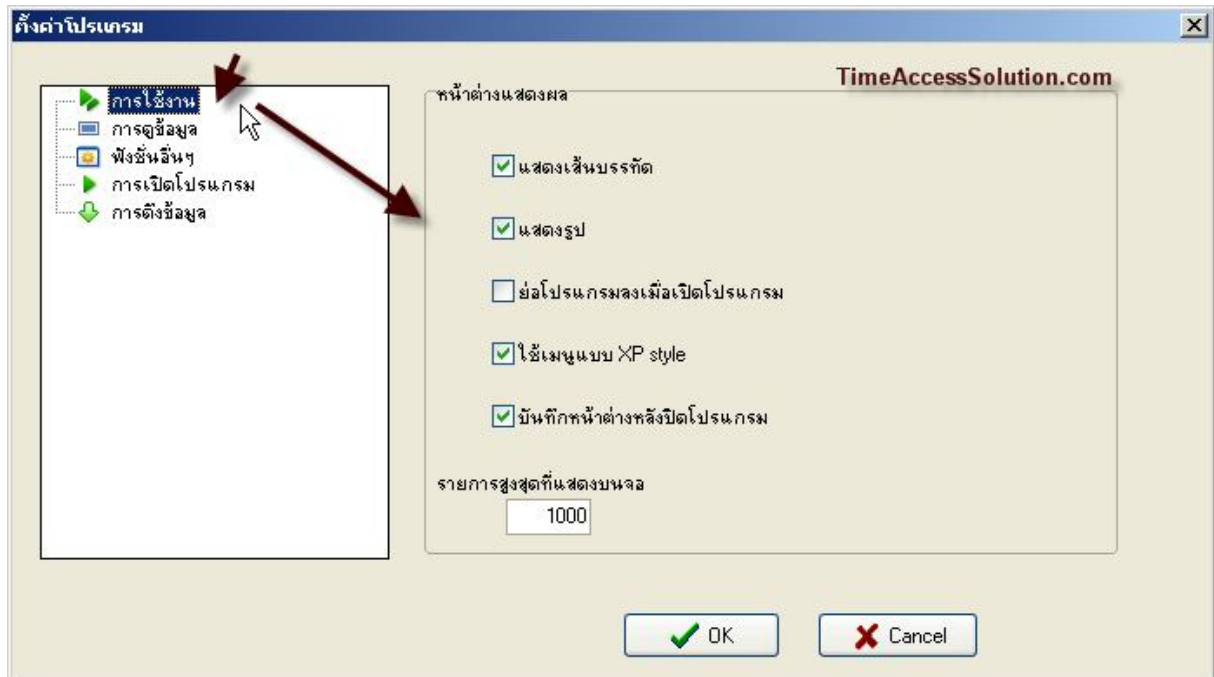 ตั้งค่าโปรแกรม
TimeAccessSolution.com
การใช้งาน
การดูข้อมูล
ฟังชั่นอื่นๆ
การเปิดโปรแกรม
การดึงข้อมูล
หน้าต่างแสดงผล
แสดงเส้นบรรทัด
แสดงรูป
ย่อโปรแกรมลงเมื่อเปิดโปรแกรม
ใช้เมนูแบบ XP style
บันทึกหน้าต่างหลังปิดโปรแกรม
รายการสูงสุดที่แสดงบนจอ
1000
OK
Cancel